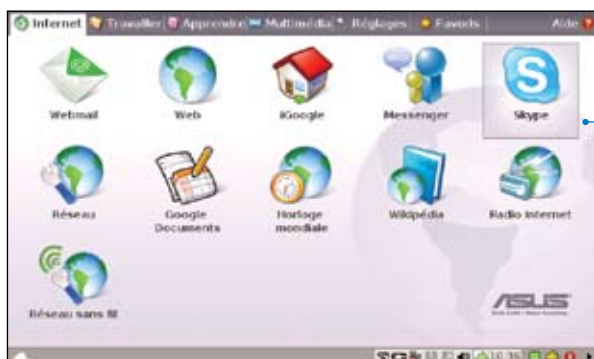 Internet Travailler Apprendre Multimédia Réglages Favoris Aide
Webmail Web iGoogle Messenger Skype
Réseau Google Documents Horloge mondiale Wikipédia Radio Internet
Réseau sans fil
ASUS